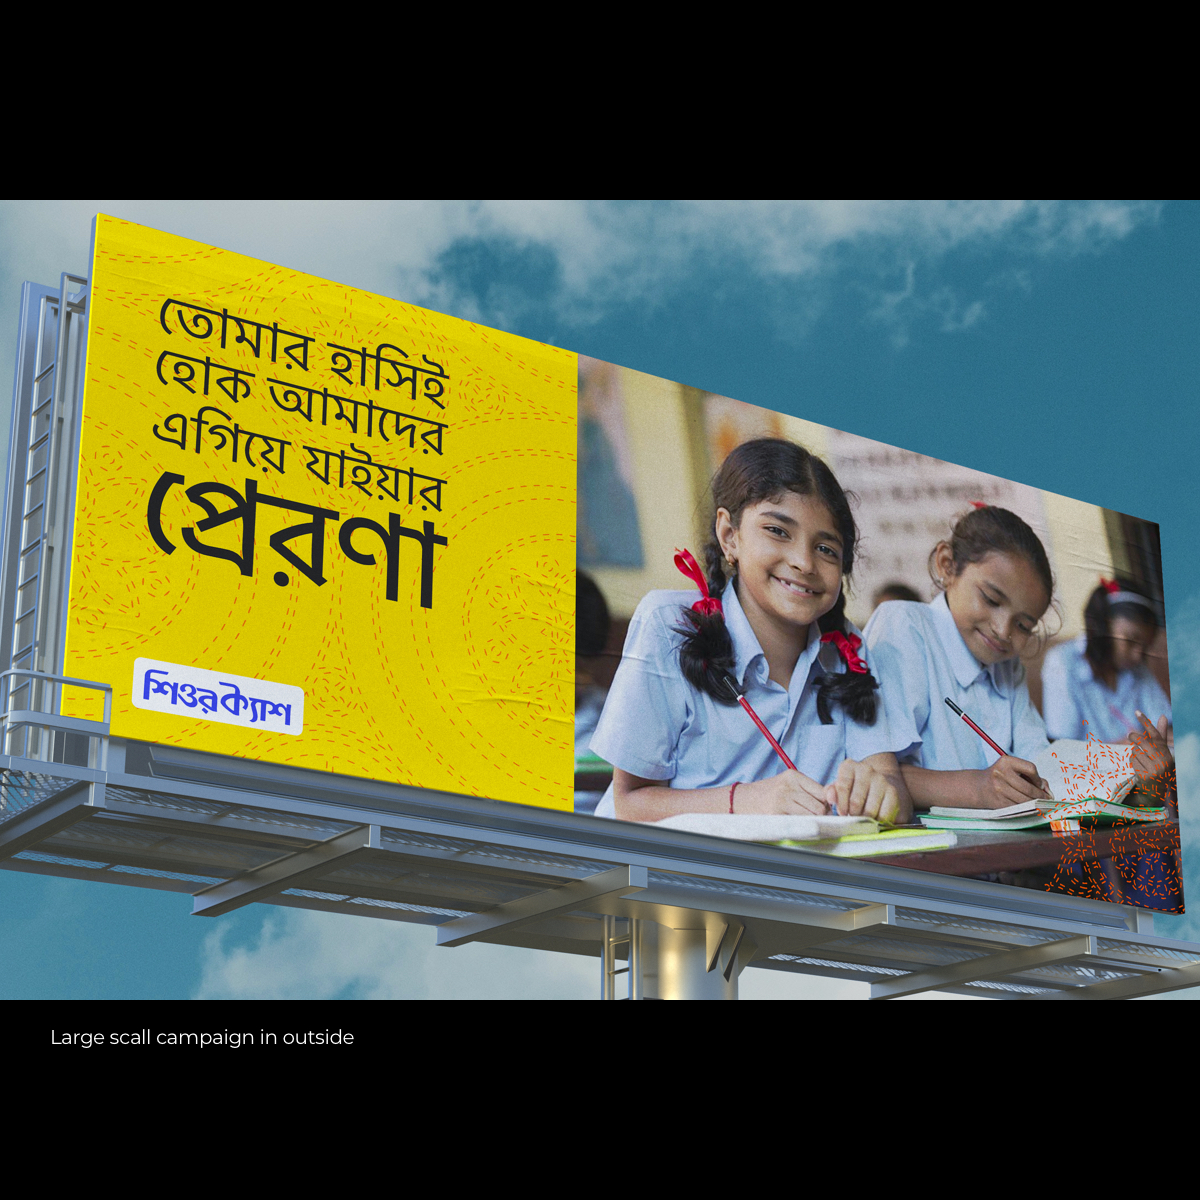 তোমার হাসিই
হোক আমাদের
এগিয়ে যাইয়ার
প্রেরণা
শিওরক্যাশ
Large scall campaign in outside